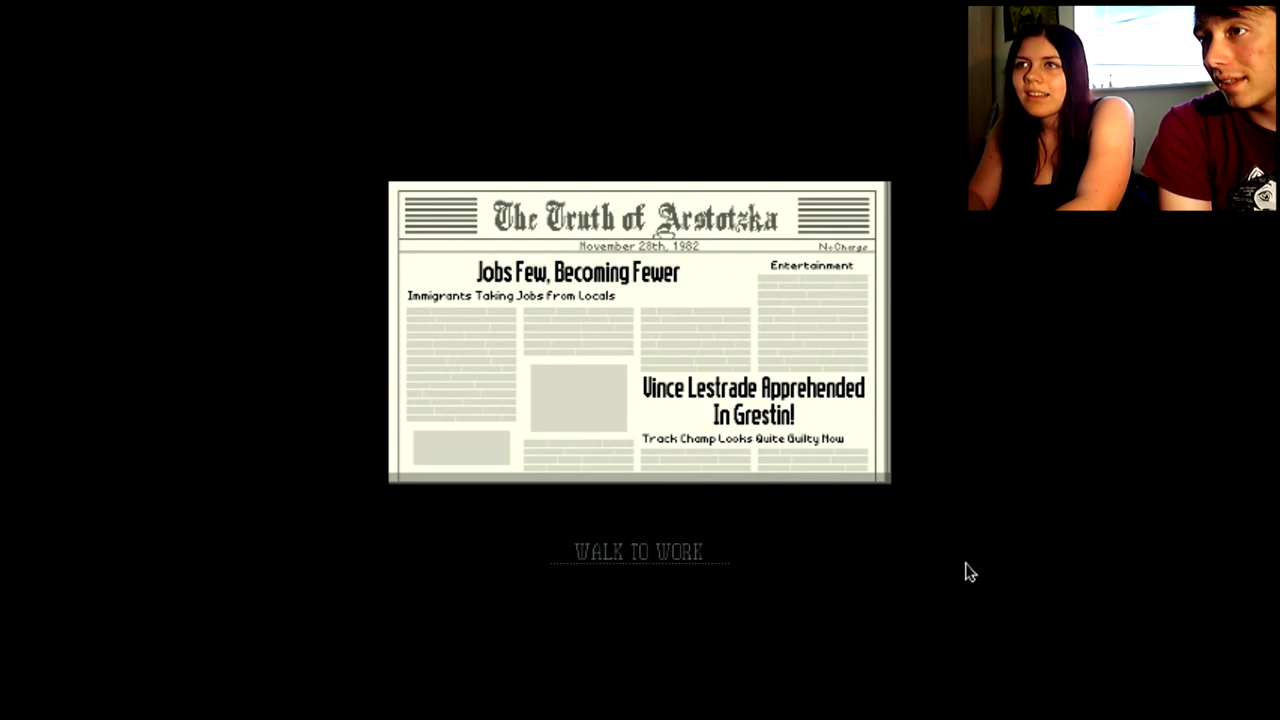 The Truth of Arstotzka
November 28th, 1982
No Charge
Jobs Few, Becoming Fewer
Immigrants Taking Jobs From Locals
Entertainment
Vince Lestrade Apprehended
In Grestin!
Track Champ Looks Quite Guilty Now
WALK TO WORK